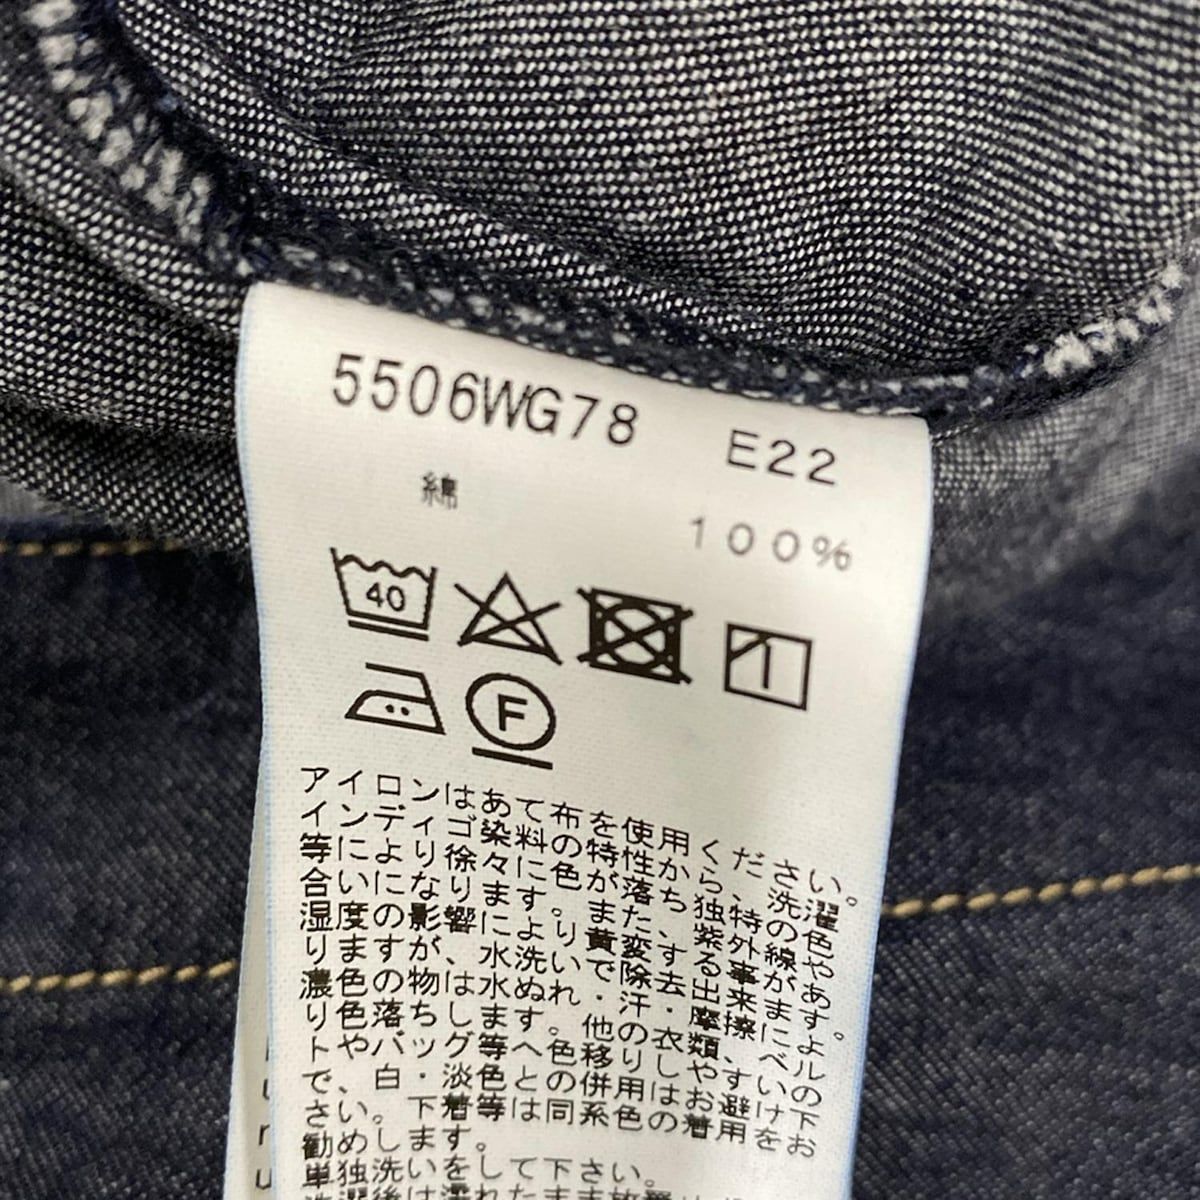 5506WG78 E22
綿 100%
40
F
アイロンはあて布を使用ください。
インディゴ染料の特性から、洗濯
等により徐々に色が落ち独特の色
合いになります。また、紫外線や
湿度の影響により黄変する事があ
りますが、水洗いで除去出来ます。
濃色の物は水ぬれ・汗・摩擦によ
り色落ちします。他の衣類、ベル
トやバッグ等へ色移りしやすいの
で、白・淡色との併用はお避け下
さい。下着等は同系色の着用をお
勧めします。
単独洗いをして下さい。
u
r
u